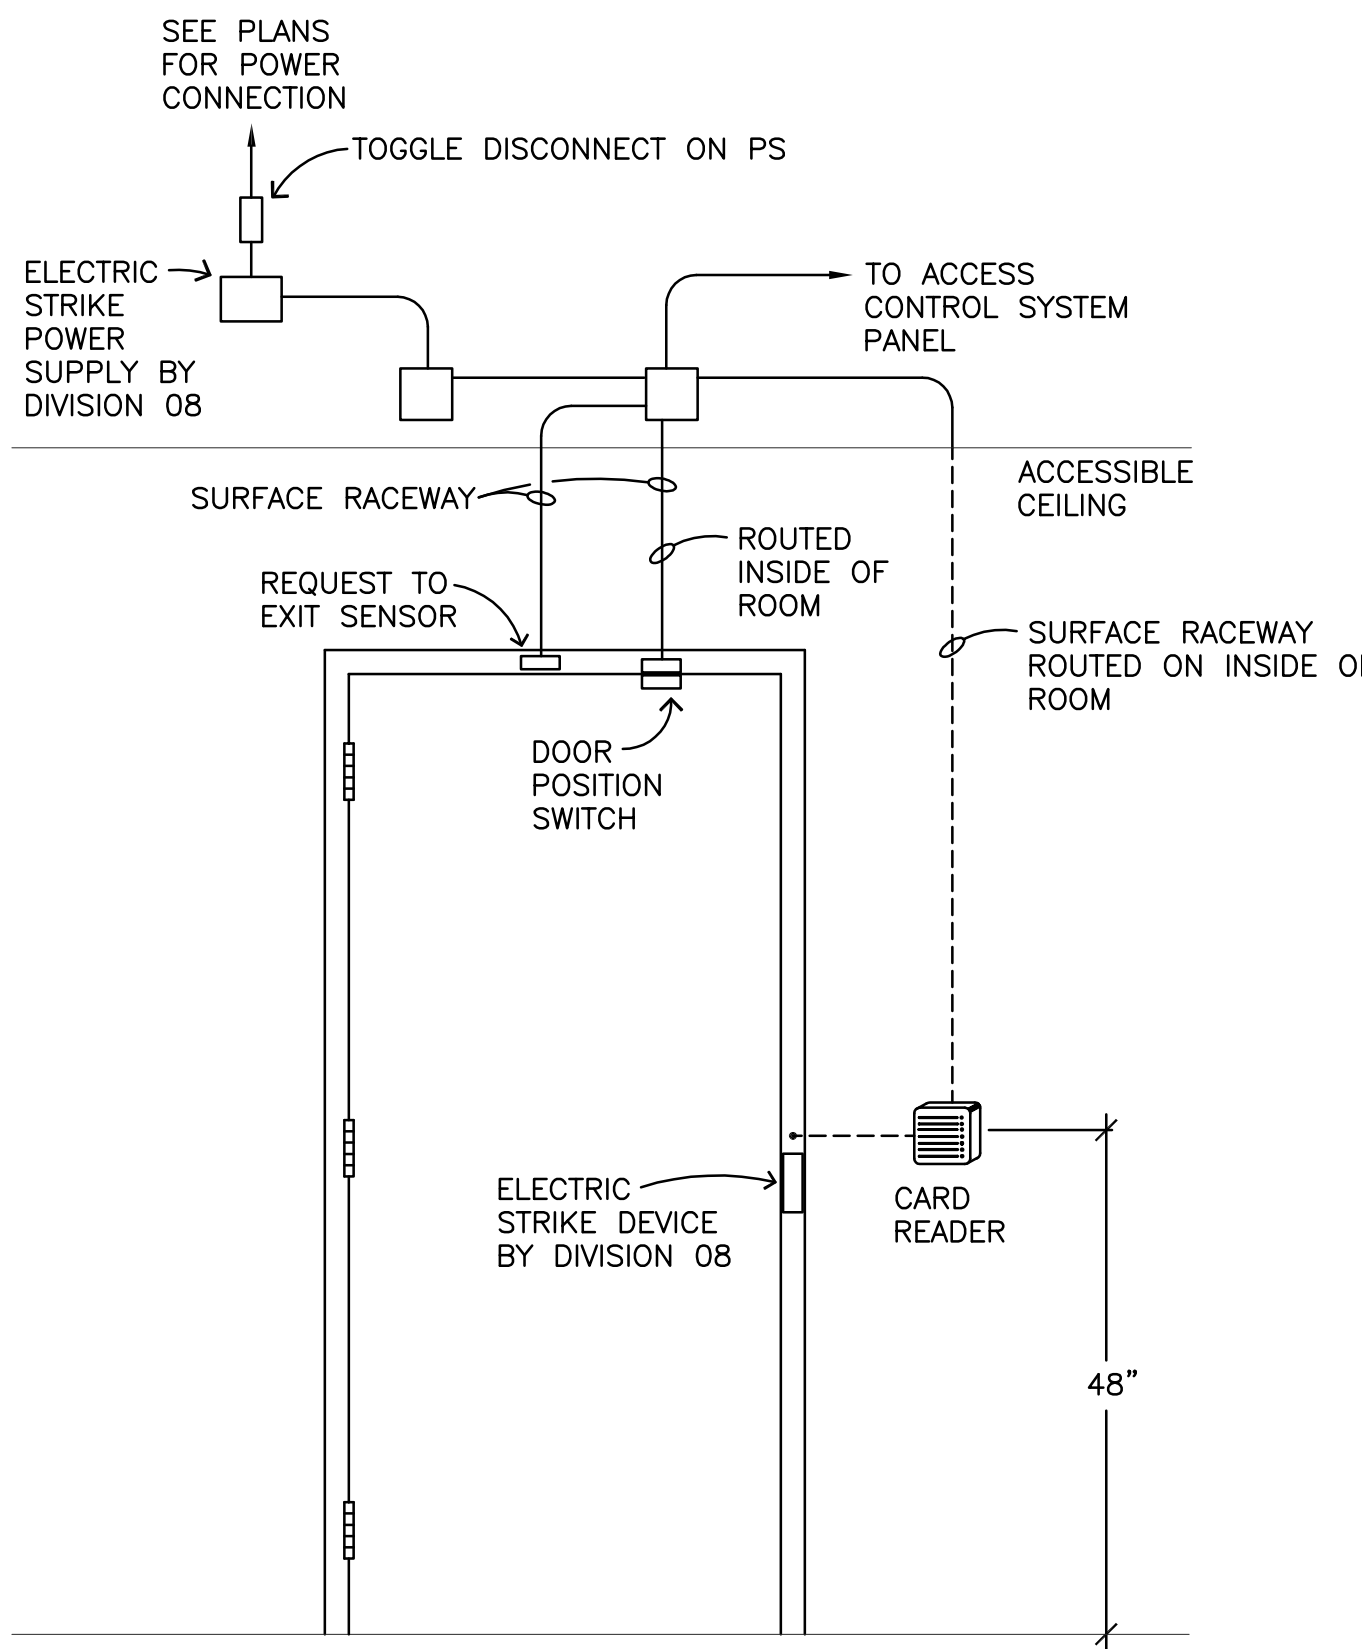 SEE PLANS
FOR POWER
CONNECTION
TOGGLE DISCONNECT ON PS
ELECTRIC
STRIKE
POWER
SUPPLY BY
DIVISION 08
TO ACCESS
CONTROL SYSTEM
PANEL
ACCESSIBLE
CEILING
SURFACE RACEWAY
ROUTED
INSIDE OF
ROOM
REQUEST TO
EXIT SENSOR
SURFACE RACEWAY
ROUTED ON INSIDE
ROOM
DOOR
POSITION
SWITCH
ELECTRIC
STRIKE DEVICE
BY DIVISION 08
CARD
READER
48"